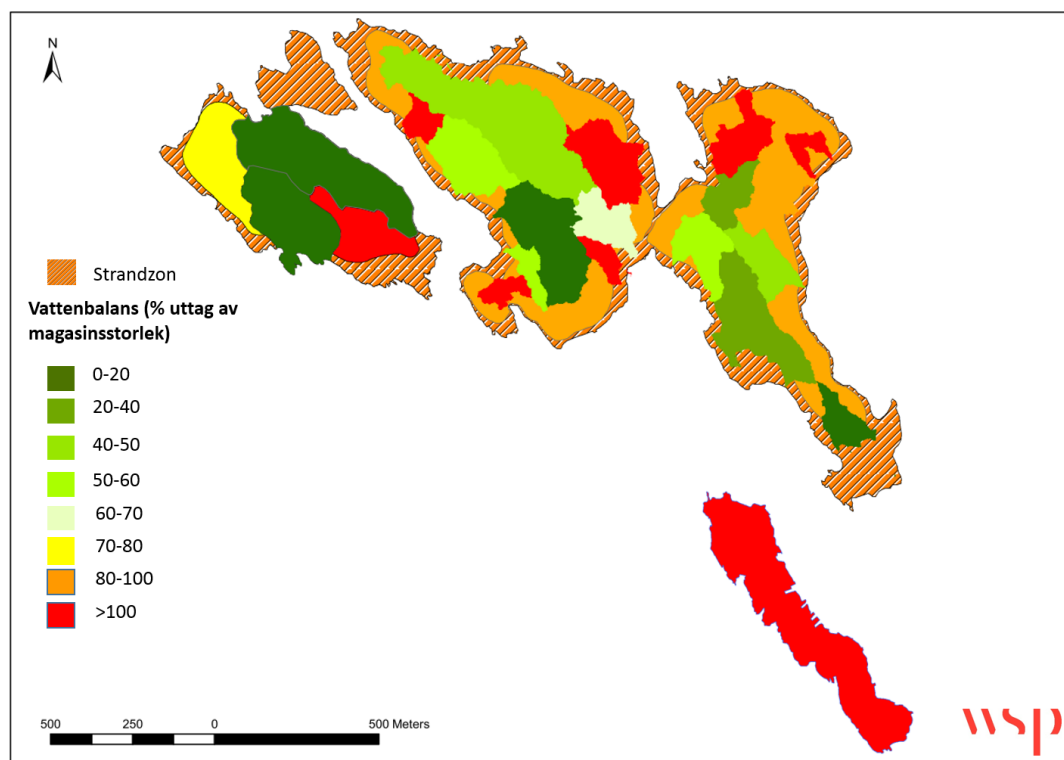 N
Strandzon
Vattenbalans (% uttag av
magasinsstorlek)
0-20
20-40
40-50
50-60
60-70
70-80
80-100
>100
500 250 0 500 Meters
wsp